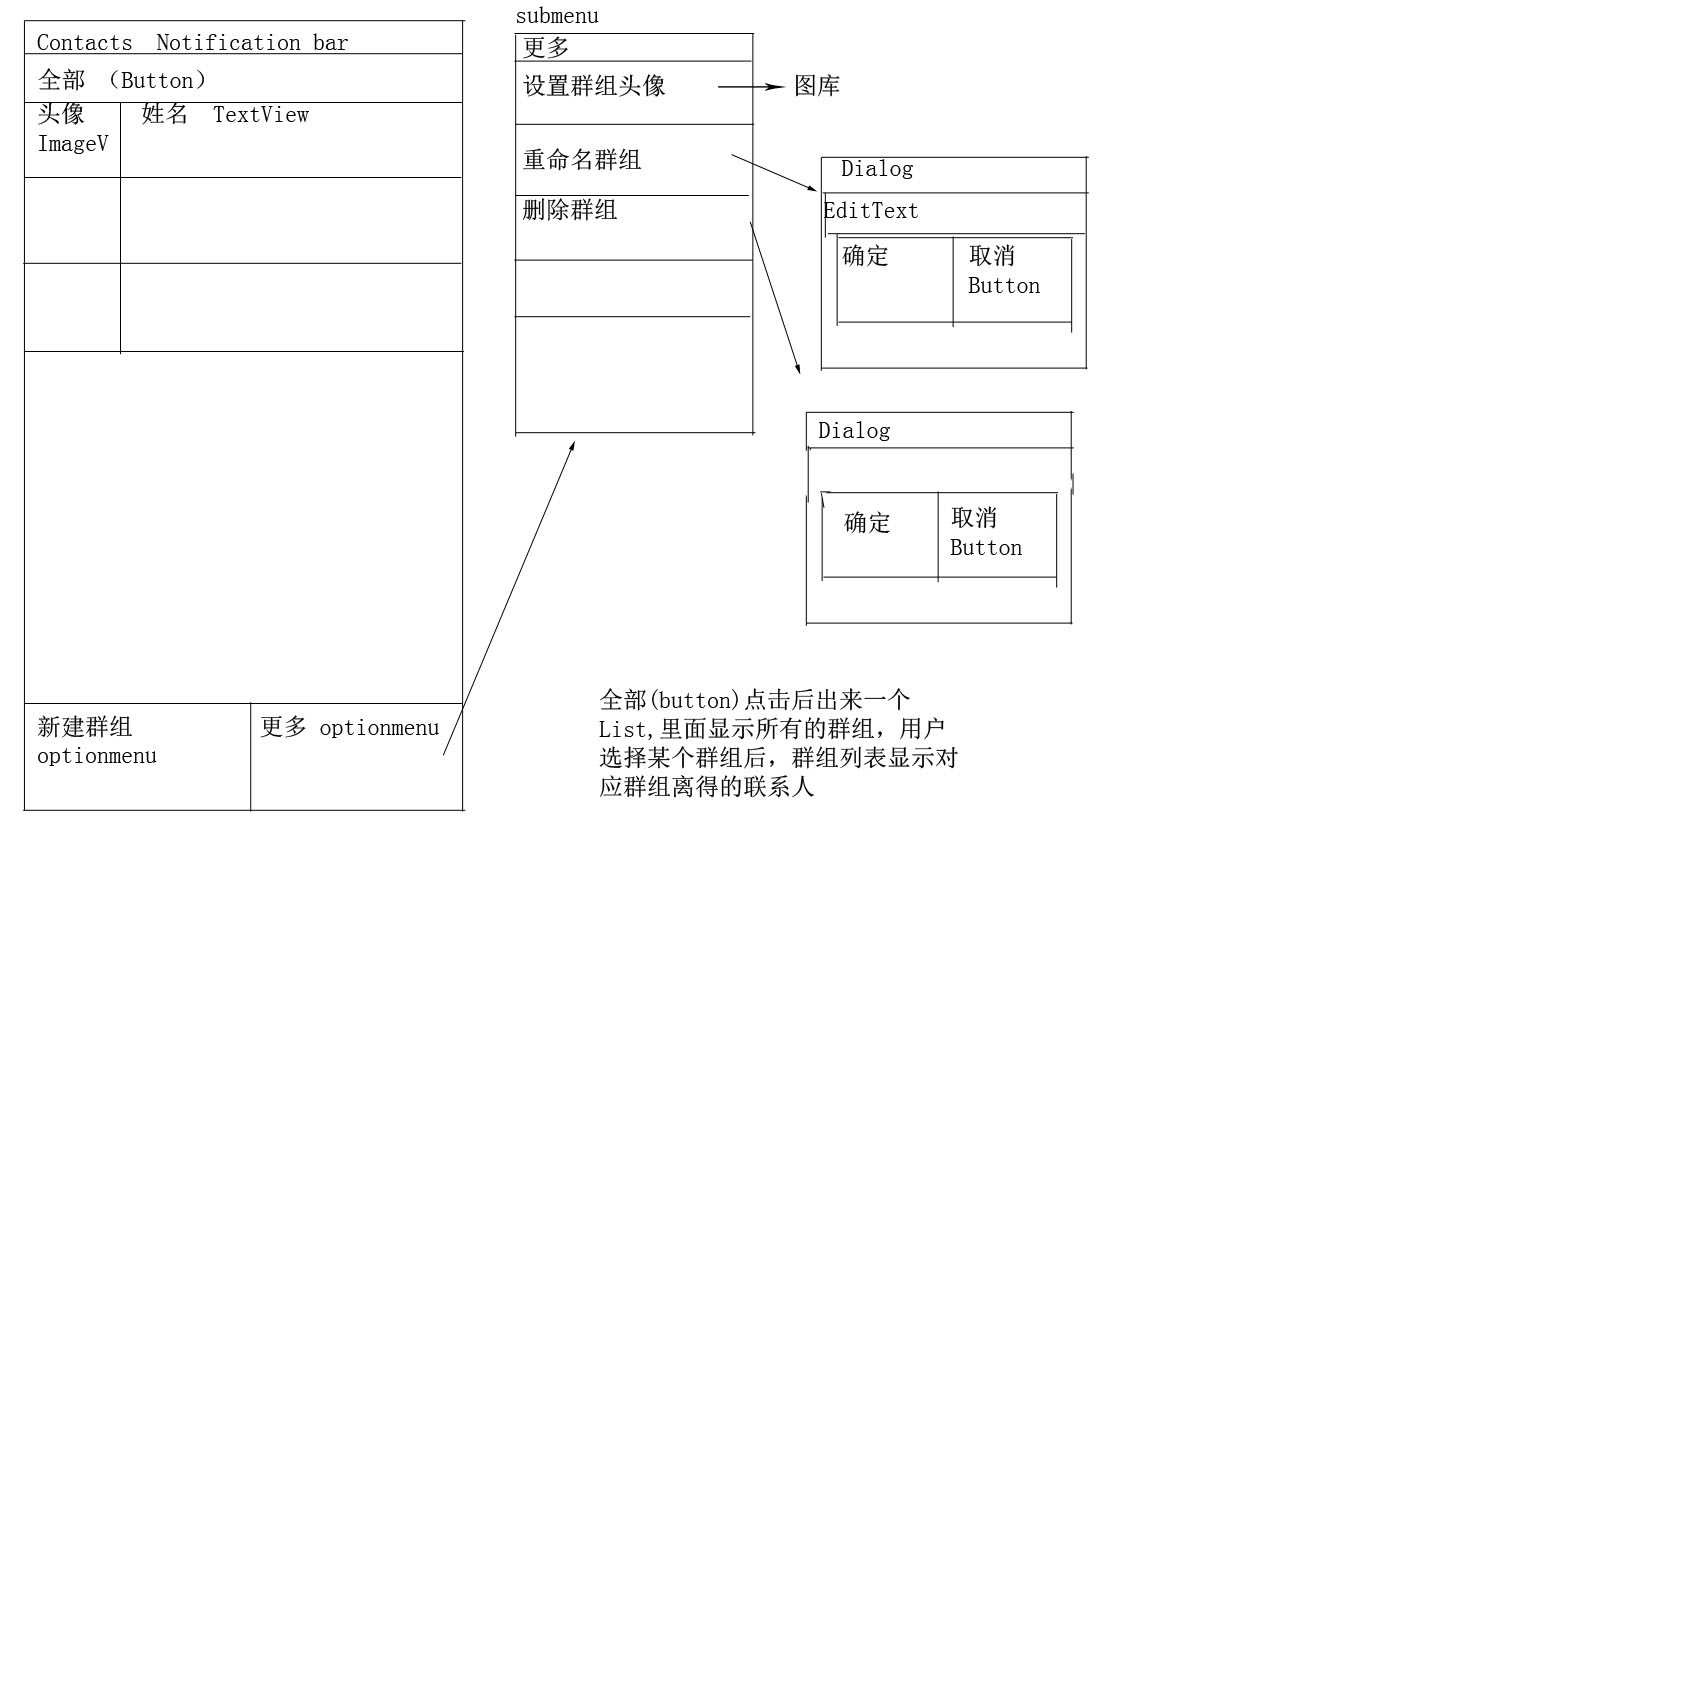 Contacts  Notification bar
全部 （Button）
头像
ImageV
姓名  TextView
新建群组
optionmenu
更多 optionmenu
submenu
更多
设置群组头像
图库
重命名群组
删除群组
Dialog
EditText
确定
取消
Button
Dialog
确定
取消
Button
全部(button)点击后出来一个
List,里面显示所有的群组，用户
选择某个群组后，群组列表显示对
应群组离得的联系人